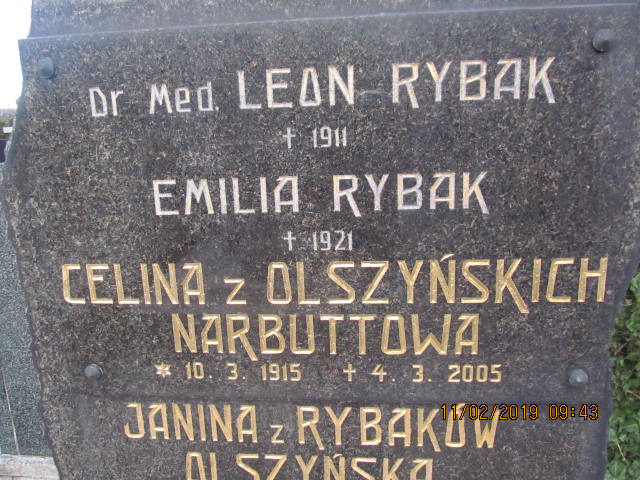 Dr Med. LEON RYBAK
† 1911
EMILIA RYBAK
† 1921
CELINA z OLSZYŃSKICH
NARBUTTOWA
* 10. 3. 1915 † 4. 3. 2005
JANINA z RYBAKÓW
OLSZYŃSKA
11/02/2019 09:43